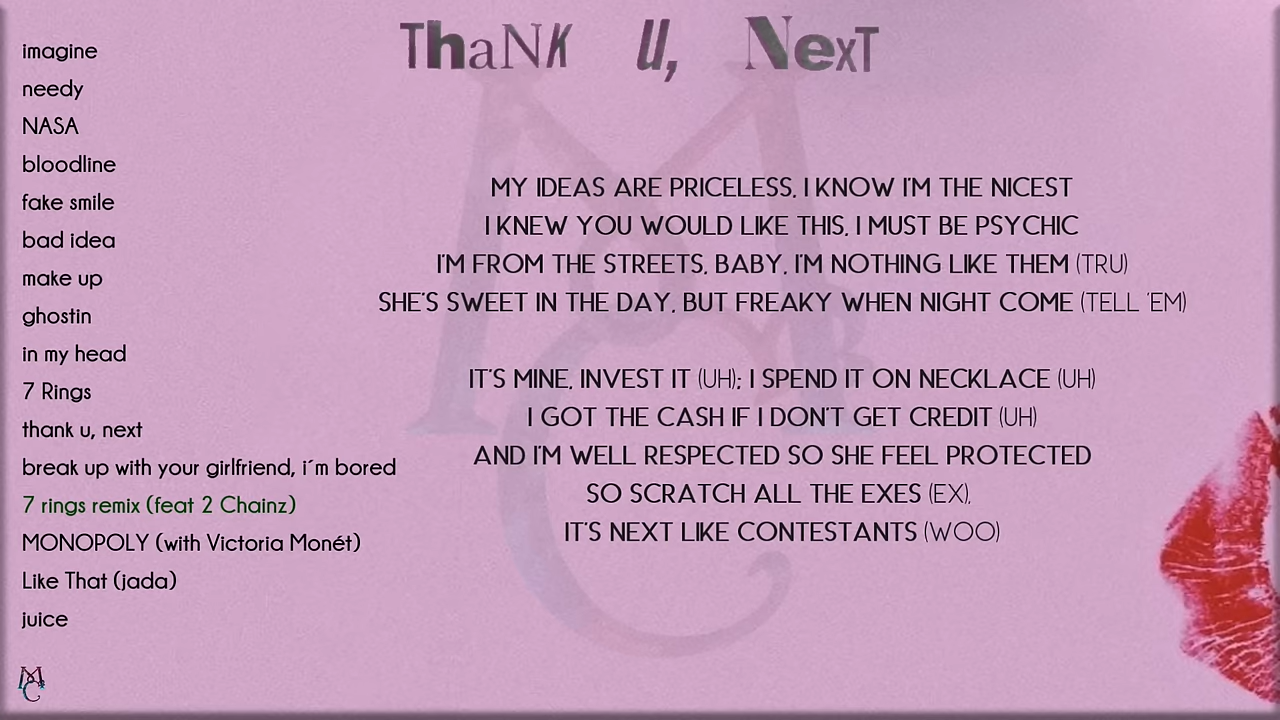 ThaNK U, NexT
imagine
needy
NASA
bloodline
fake smile
bad idea
make up
ghostin
in my head
7 Rings
thank u, next
break up with your girlfriend, i´m bored
7 rings remix (feat 2 Chainz)
MONOPOLY (with Victoria Monét)
Like That (jada)
juice
MY IDEAS ARE PRICELESS, I KNOW I'M THE NICEST
I KNEW YOU WOULD LIKE THIS, I MUST BE PSYCHIC
I'M FROM THE STREETS, BABY, I'M NOTHING LIKE THEM (TRU)
SHE'S SWEET IN THE DAY, BUT FREAKY WHEN NIGHT COME (TELL 'EM)
IT'S MINE, INVEST IT (UH); I SPEND IT ON NECKLACE (UH)
I GOT THE CASH IF I DON'T GET CREDIT (UH)
AND I'M WELL RESPECTED SO SHE FEEL PROTECTED
SO SCRATCH ALL THE EXES (EX),
IT'S NEXT LIKE CONTESTANTS (WOO)